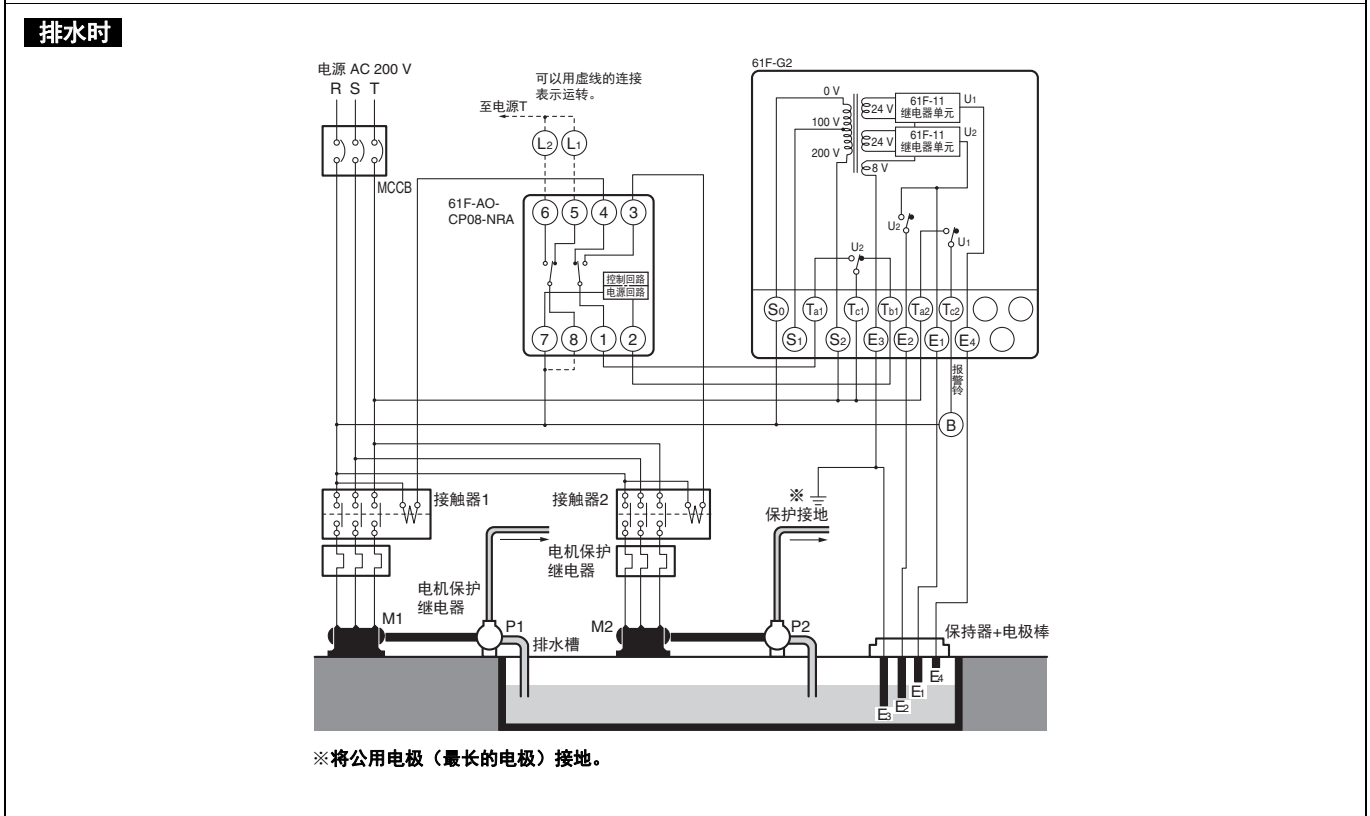 排水时
电源 AC 200 V
R S T
可以用虚线的连接
表示运转。
至电源T
L2 L1
MCCB
61F-AO-
CP08-NRA
6 5 4 3
控制回路
电源回路
7 8 1 2
61F-G2
0 V
100 V
200 V
24 V
61F-11
继电器单元
U1
24 V
61F-11
继电器单元
U2
8 V
U2
U1
U2
S0 Ta1 Tc1 Tb1 Ta2 Tc2
S1 S2 E3 E2 E1 E4
报警铃
B
接触器1
接触器2
※
保护接地
电机保护
继电器
电机保护
继电器
M1
P1
排水槽
M2
P2
保持器+电极棒
E4
E1
E2
E3
※将公用电极（最长的电极）接地。